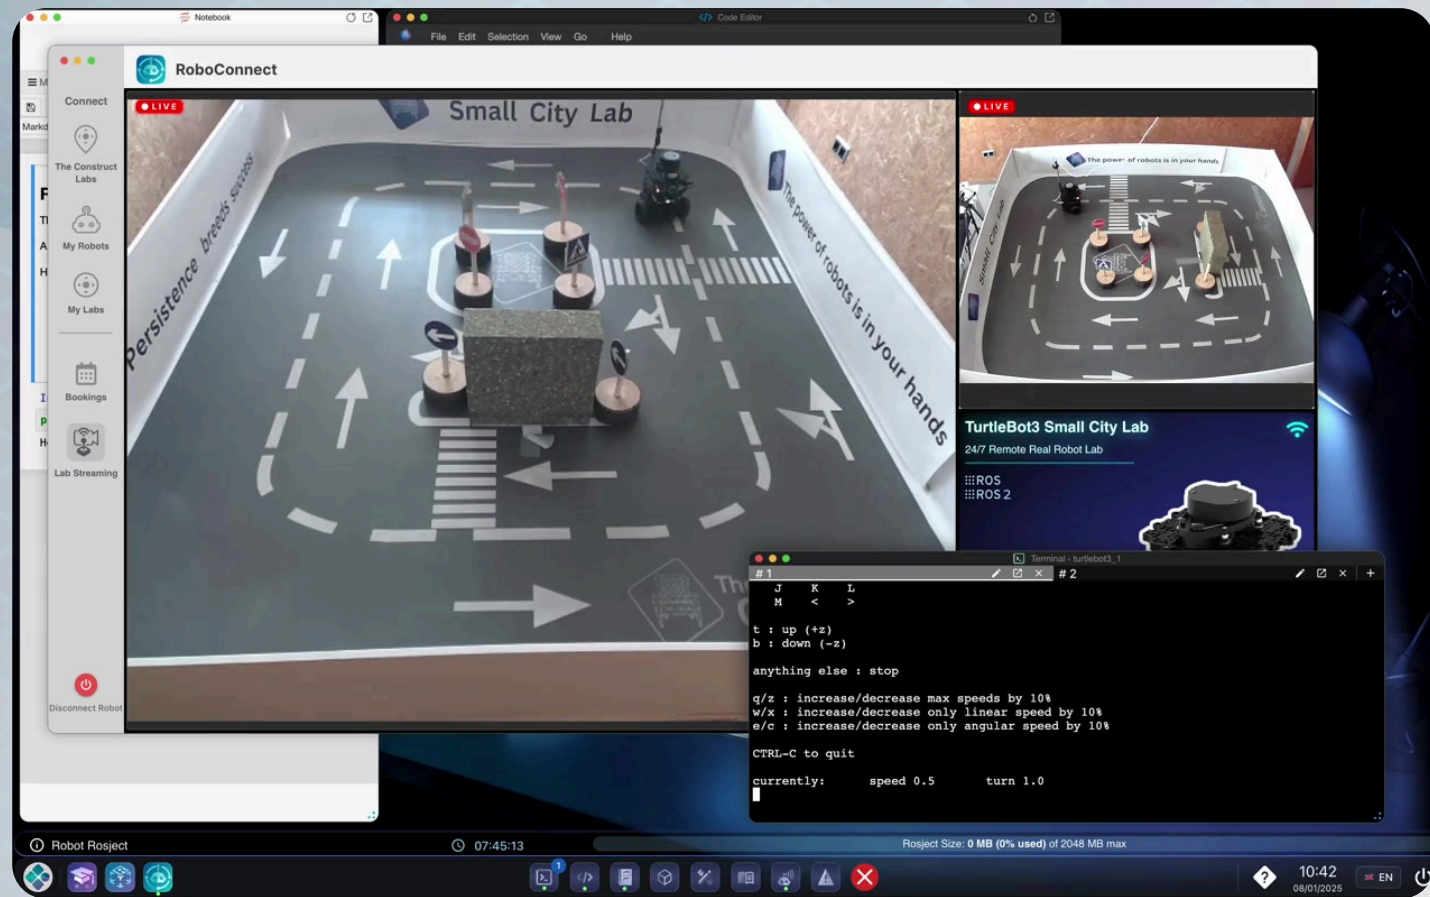 Notebook
Code Editor
File Edit Selection View Go Help
RoboConnect
Connect
The Construct
Labs
My Robots
My Labs
Bookings
Lab Streaming
Disconnect Robot
Markd
LIVE
Small City Lab
Persistence breeds success
The power of robots is in your hands
LIVE
The power of robots is in your hands
Small City Lab
TurtleBot3 Small City Lab
24/7 Remote Real Robot Lab
ROS
ROS 2
Terminal - turtlebot3_1
#1 #2
J K L
M < >
t : up (+z)
b : down (-z)
anything else : stop
q/z : increase/decrease max speeds by 10%
w/x : increase/decrease only linear speed by 10%
e/c : increase/decrease only angular speed by 10%
CTRL-C to quit
currently: speed 0.5 turn 1.0
Robot Rosject
07:45:13
Rosject Size: 0 MB (0% used) of 2048 MB max
1
10:42
08/01/2025
EN